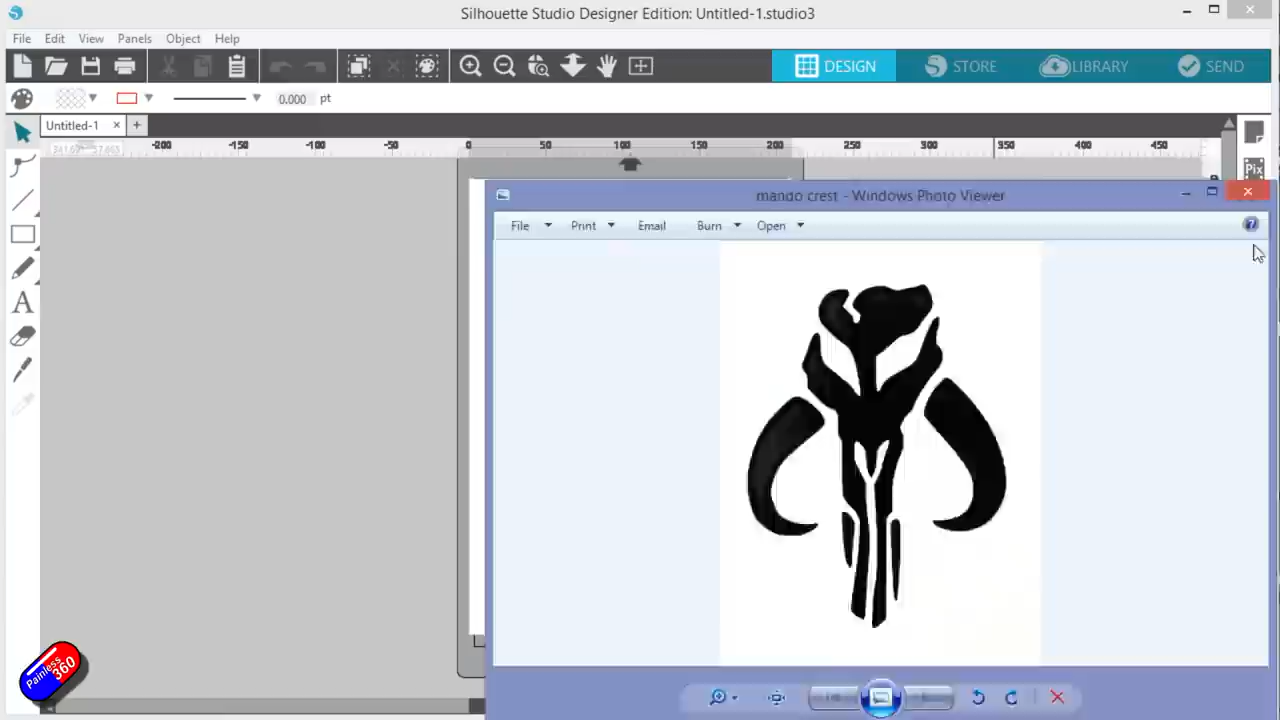 Silhouette Studio Designer Edition: Untitled-1.studio3
File Edit View Panels Object Help
DESIGN STORE LIBRARY SEND
0.000 pt
Untitled-1
-200 -150 -100 -50 0 50 100 150 200 250 300 350 400 450
Pix
A
mando crest - Windows Photo Viewer
File Print Email Burn Open
Painless
360